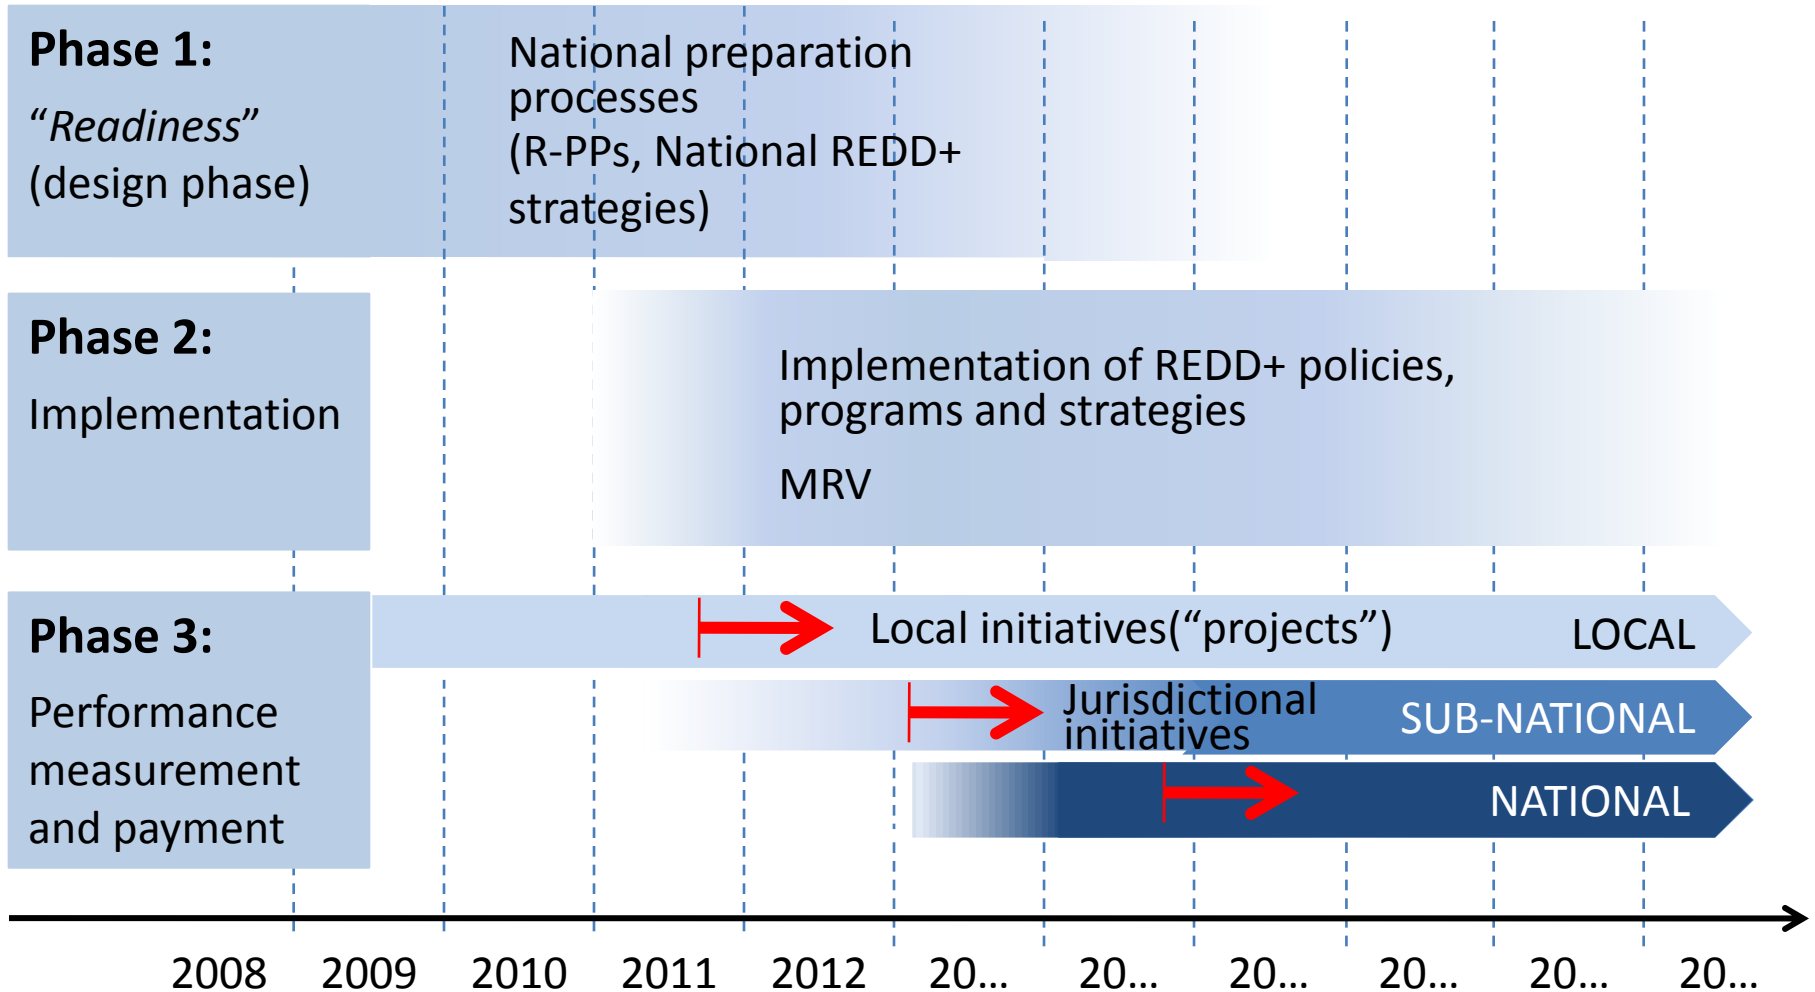 Phase 1:
“Readiness”
(design phase)
National preparation
processes
(R-PPs, National REDD+
strategies)
Phase 2:
Implementation
Implementation of REDD+ policies,
programs and strategies
MRV
Phase 3:
Performance
measurement
and payment
Local initiatives(“projects”)
LOCAL
Jurisdictional
initiatives
SUB-NATIONAL
NATIONAL
2008 2009 2010 2011 2012 20... 20... 20... 20... 20... 20...